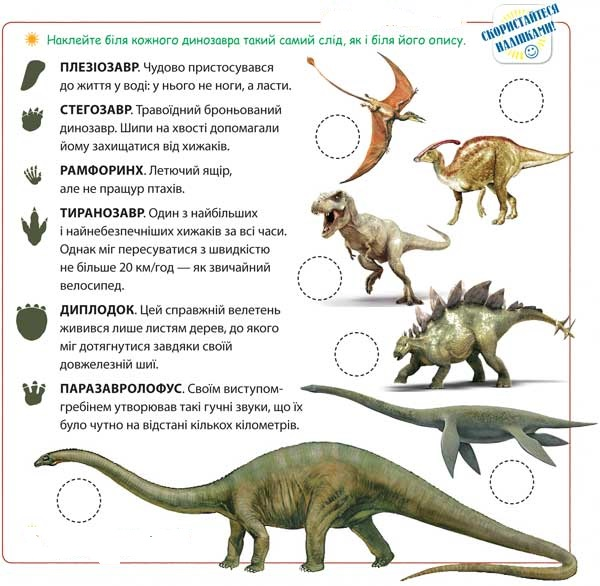 Наклейте біля кожного динозавра такий самий слід, як і біля його опису.
СКОРИСТАЙТЕСЯ
НАЛІПКАМИ!
ПЛЕЗІОЗАВР. Чудово пристосувався
до життя у воді: у нього не ноги, а ласти.
СТЕГОЗАВР. Травоїдний броньований
динозавр. Шипи на хвості допомагали
йому захищатися від хижаків.
РАМФОРИНХ. Летючий ящір,
але не пращур птахів.
ТИРАНОЗАВР. Один з найбільших
і найнебезпечніших хижаків за всі часи.
Однак міг пересуватися з швидкістю
не більше 20 км/год — як звичайний
велосипед.
ДИПЛОДОК. Цей справжній велетень
живився лише листям дерев, до якого
міг дотягнутися завдяки своїй
довжелезній шиї.
ПАРАЗАВРОЛОФУС. Своїм виступом-
гребінем утворював такі гучні звуки, що їх
було чутно на відстані кількох кілометрів.